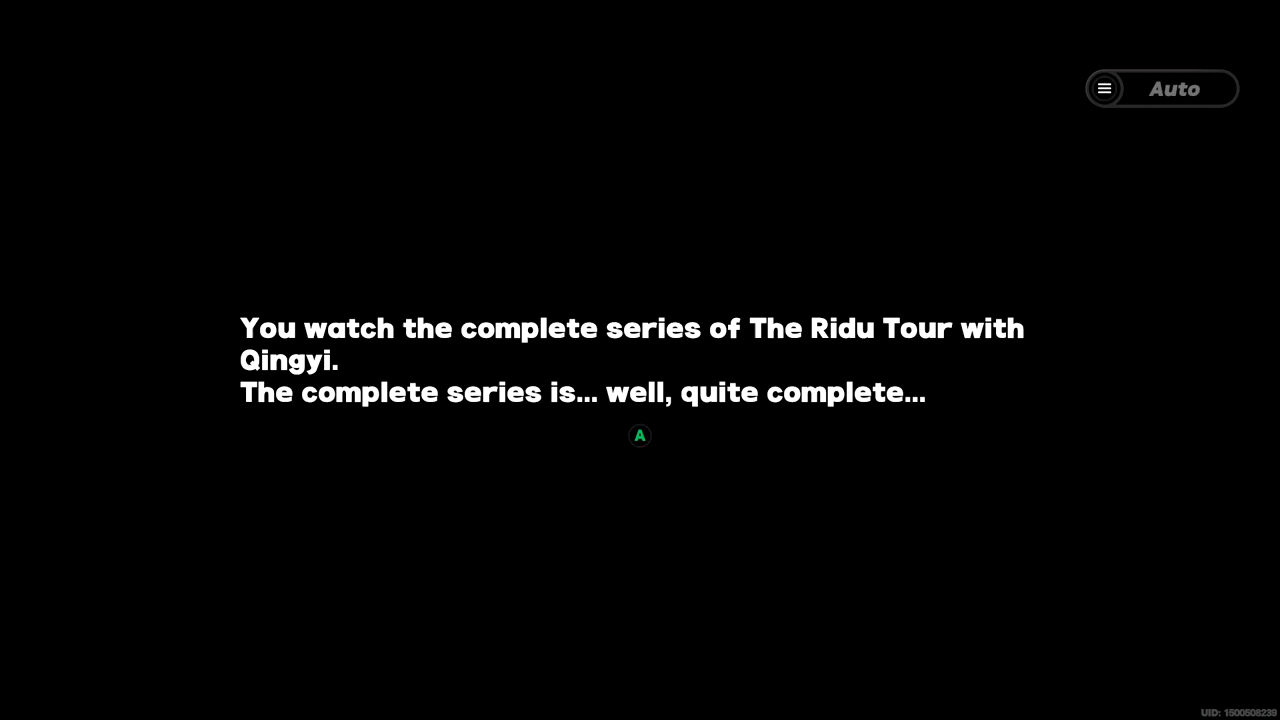 Auto
You watch the complete series of The Ridu Tour with
Qingyi.
The complete series is... well, quite complete...
A
UID: 1500508239